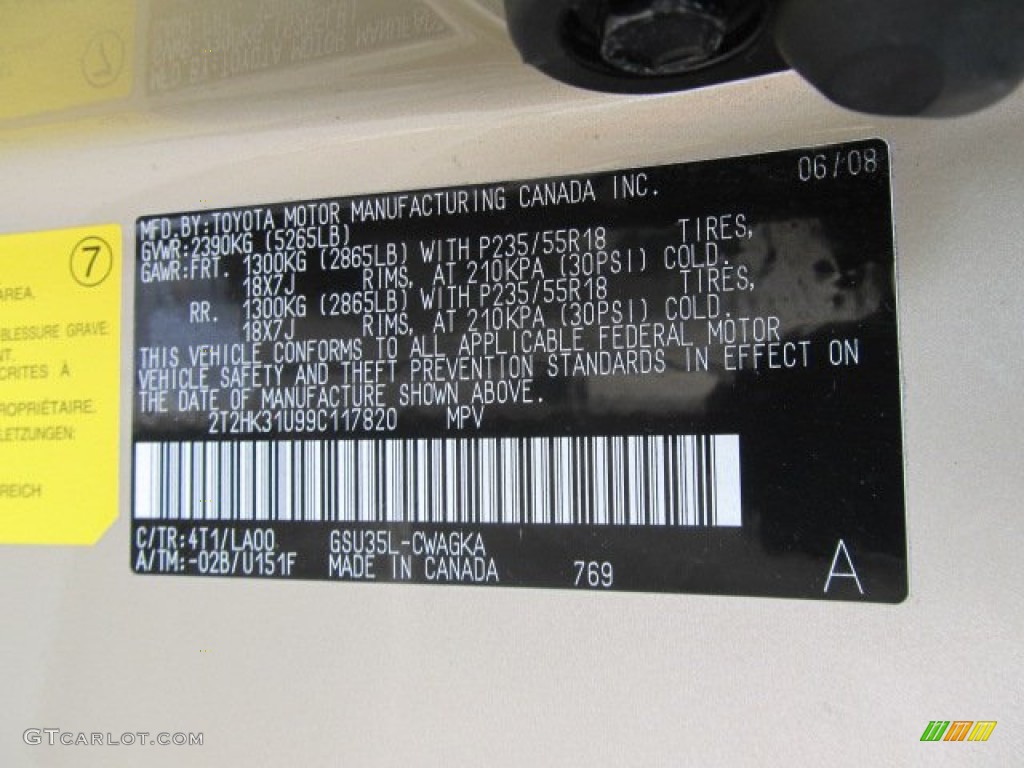 06/08
MFD.BY:TOYOTA MOTOR MANUFACTURING CANADA INC.
GVWR:2390KG (5265LB)
GAWR:FRT. 1300KG (2865LB) WITH P235/55R18 TIRES,
18X7J RIMS, AT 210KPA (30PSI) COLD.
RR. 1300KG (2865LB) WITH P235/55R18 TIRES,
18X7J RIMS, AT 210KPA (30PSI) COLD.
THIS VEHICLE CONFORMS TO ALL APPLICABLE FEDERAL MOTOR
VEHICLE SAFETY AND THEFT PREVENTION STANDARDS IN EFFECT ON
THE DATE OF MANUFACTURE SHOWN ABOVE.
2T2HK31U99C117820 MPV
C/TR:4T1/LA00 GSU35L-CWAGKA
A/TM:-02B/U151F MADE IN CANADA 769
A
7
AREA.
BLESSURE GRAVE
NT.
CRITES À
ROPRIÉTAIRE.
LETZUNGEN:
REICH
GTCARLOT.COM